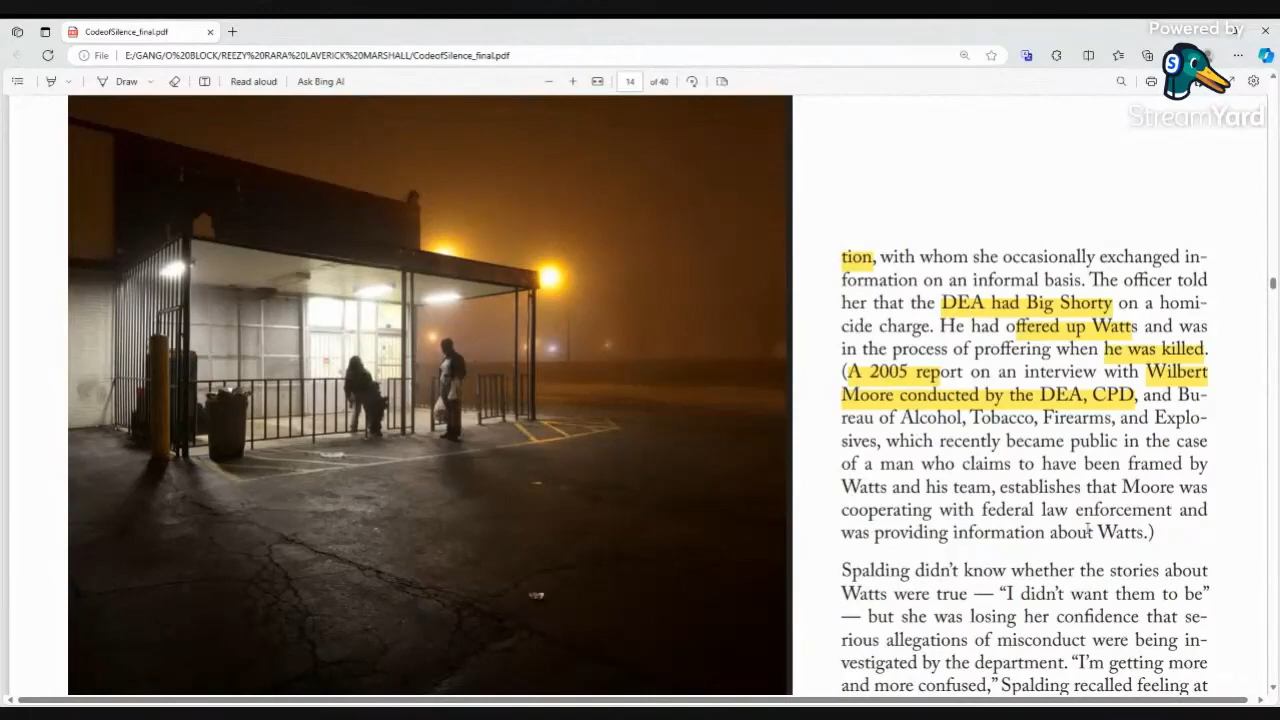 Powered by
CodeofSilence_final.pdf
File
E:/GANG/O%20BLOCK/REEZY%20RARA%20LAVERICK%20MARSHALL/CodeofSilence_final.pdf
Draw
Read aloud
Ask Bing AI
14
of 40
S
StreamYard
tion, with whom she occasionally exchanged in-
formation on an informal basis. The officer told
her that the DEA had Big Shorty on a homi-
cide charge. He had offered up Watts and was
in the process of proffering when he was killed.
(A 2005 report on an interview with Wilbert
Moore conducted by the DEA, CPD, and Bu-
reau of Alcohol, Tobacco, Firearms, and Explo-
sives, which recently became public in the case
of a man who claims to have been framed by
Watts and his team, establishes that Moore was
cooperating with federal law enforcement and
was providing information about Watts.)
Spalding didn’t know whether the stories about
Watts were true — “I didn’t want them to be”
— but she was losing her confidence that se-
rious allegations of misconduct were being in-
vestigated by the department. “I’m getting more
and more confused,” Spalding recalled feeling at